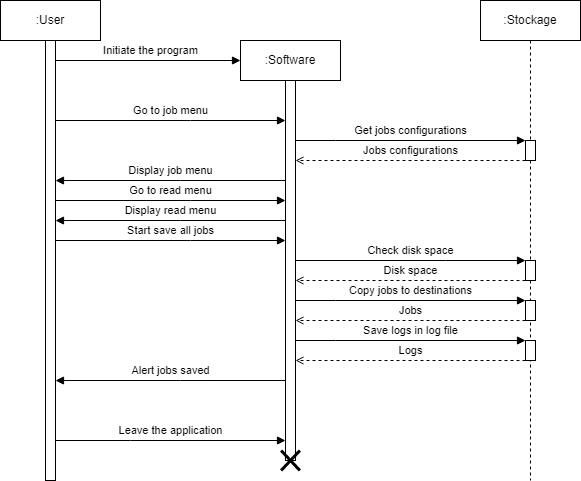 :User
:Stockage
Initiate the program
:Software
Go to job menu
Get jobs configurations
Jobs configurations
Display job menu
Go to read menu
Display read menu
Start save all jobs
Check disk space
Disk space
Copy jobs to destinations
Jobs
Save logs in log file
Logs
Alert jobs saved
Leave the application